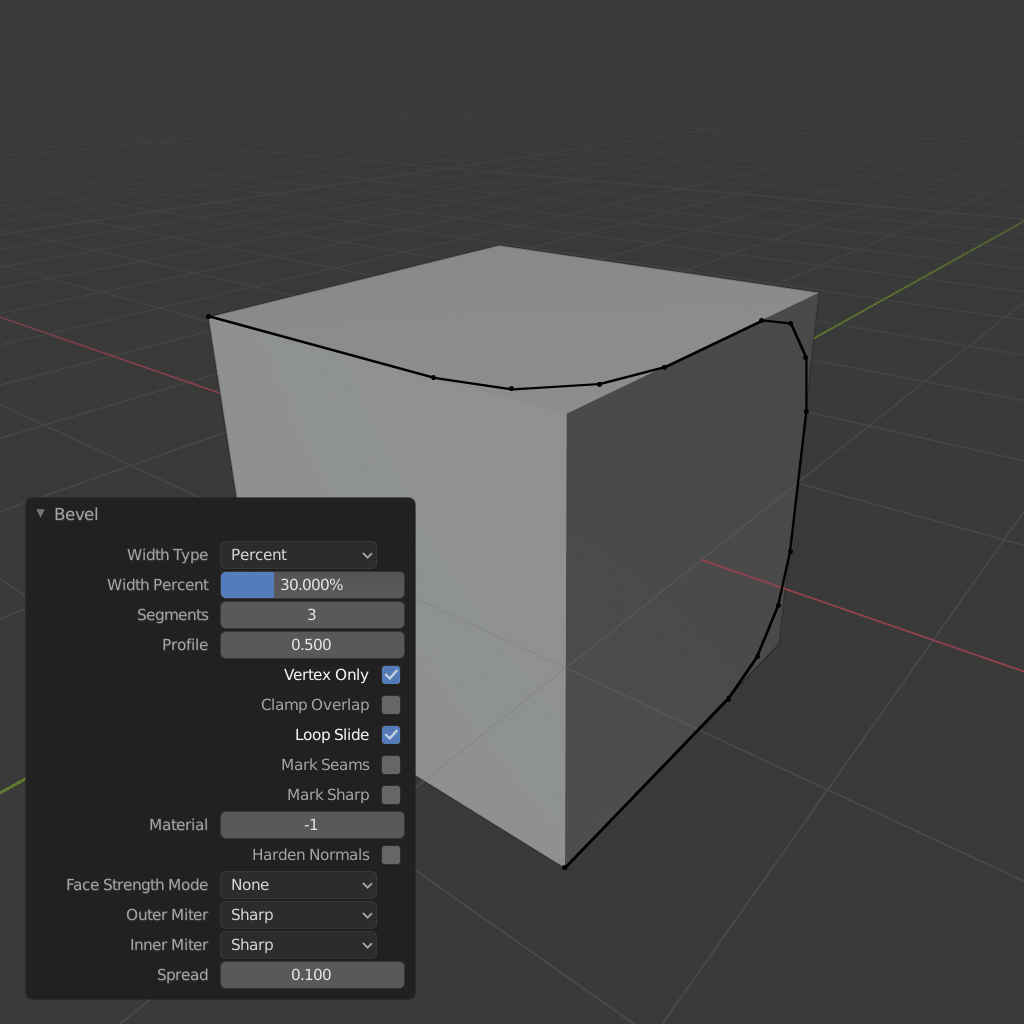 Bevel
Width Type Percent
Width Percent 30.000%
Segments 3
Profile 0.500
Vertex Only
Clamp Overlap
Loop Slide
Mark Seams
Mark Sharp
Material -1
Harden Normals
Face Strength Mode None
Outer Miter Sharp
Inner Miter Sharp
Spread 0.100